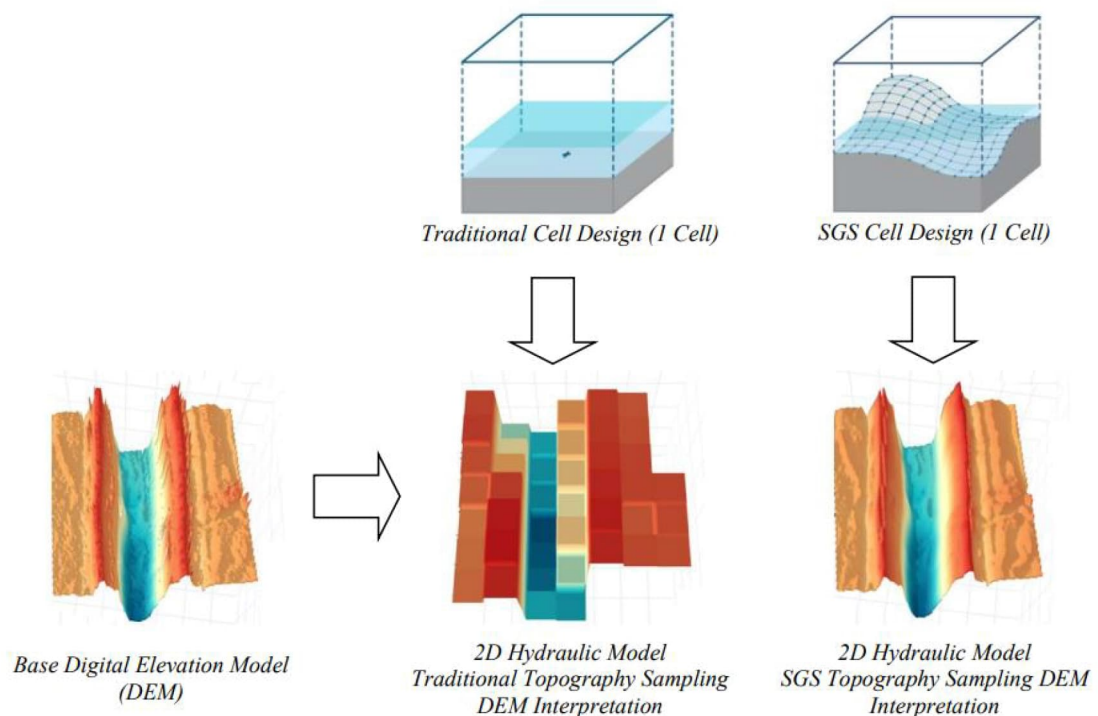 Traditional Cell Design (1 Cell)
SGS Cell Design (1 Cell)
Base Digital Elevation Model
(DEM)
2D Hydraulic Model
Traditional Topography Sampling
DEM Interpretation
2D Hydraulic Model
SGS Topography Sampling DEM
Interpretation